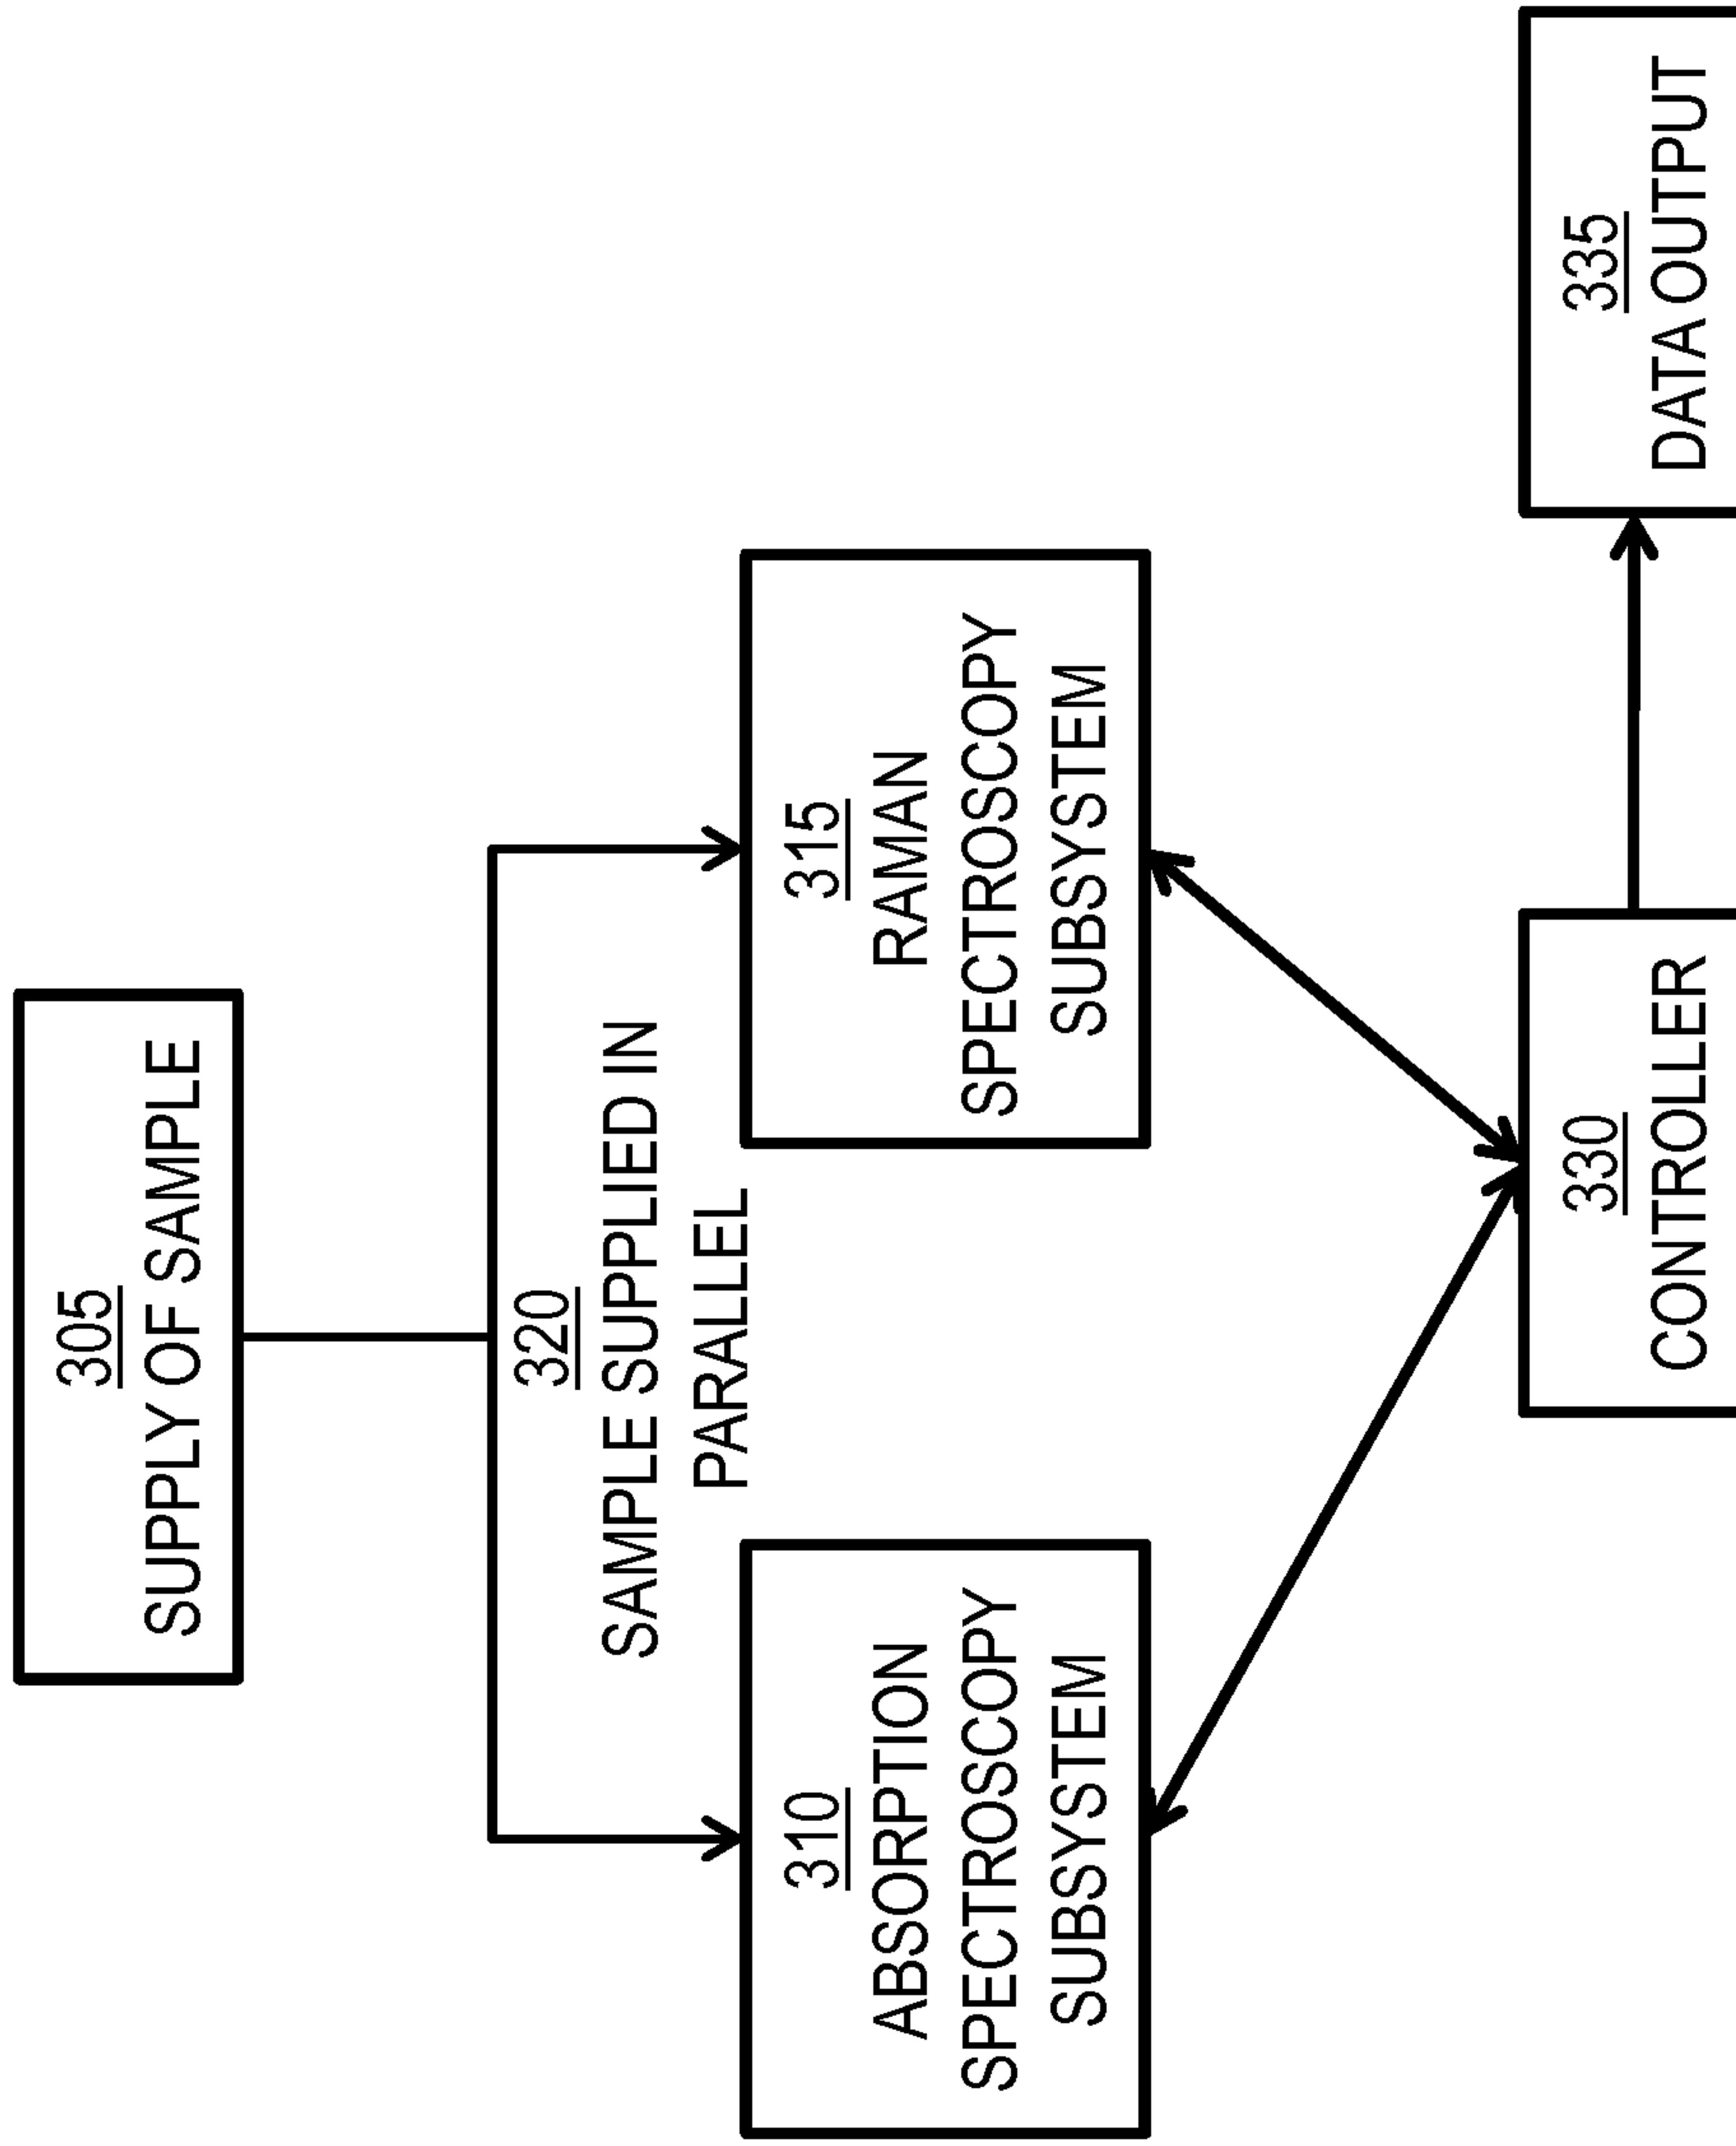 305
SUPPLY OF SAMPLE
320
SAMPLE SUPPLIED IN
PARALLEL
310
ABSORPTION
SPECTROSCOPY
SUBSYSTEM
315
RAMAN
SPECTROSCOPY
SUBSYSTEM
330
CONTROLLER
335
DATA OUTPUT